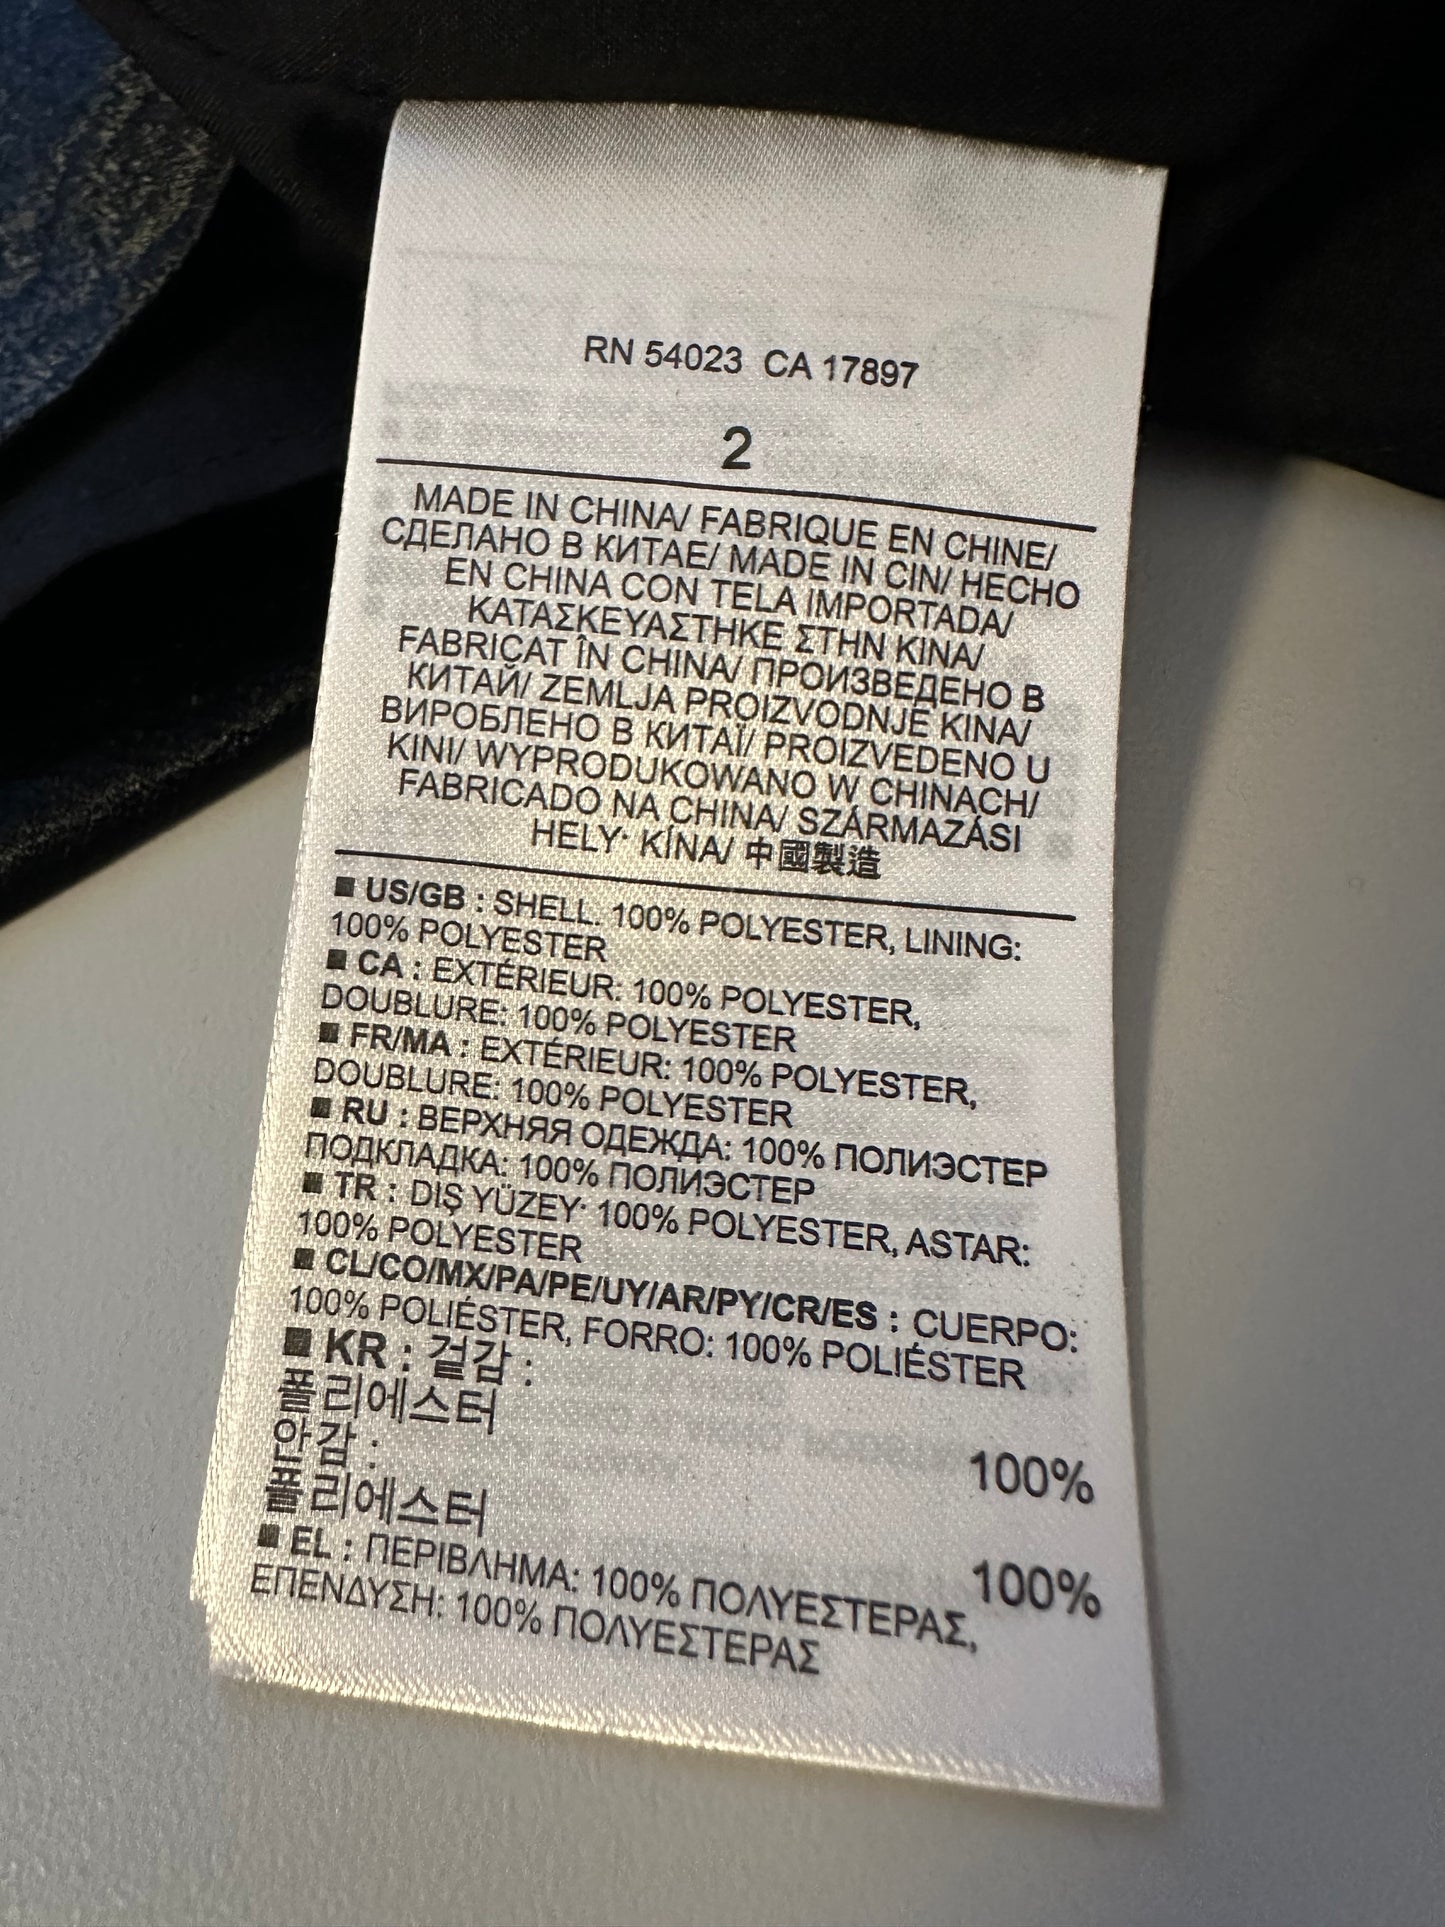 RN 54023 CA 17897
2
MADE IN CHINA/ FABRIQUE EN CHINE/
СДЕЛАНО В КИТАЕ/ MADE IN CIN/ HECHO
EN CHINA CON TELA IMPORTADA/
ΚΑΤΑΣΚΕΥΑΣΤΗΚΕ ΣΤΗΝ ΚΙΝΑ/
FABRICAT ÎN CHINA/ ПРОИЗВЕДЕНО В
КИТАЙ/ ZEMLJA PROIZVODNJE KINA/
ВИРОБЛЕНО В КИТАЇ/ PROIZVEDENO U
KINI/ WYPRODUKOWANO W CHINACH/
FABRICADO NA CHINA/ SZÁRMAZÁSI
HELY· KÍNA/ 中國製造
■ US/GB : SHELL. 100% POLYESTER, LINING:
100% POLYESTER
■ CA : EXTÉRIEUR: 100% POLYESTER,
DOUBLURE: 100% POLYESTER
■ FR/MA : EXTÉRIEUR: 100% POLYESTER,
DOUBLURE: 100% POLYESTER
■ RU : ВЕРХНЯЯ ОДЕЖДА: 100% ПОЛИЭСТЕР
ПОДКЛАДКА: 100% ПОЛИЭСТЕР
■ TR : DIŞ YÜZEY· 100% POLYESTER, ASTAR:
100% POLYESTER
■ CL/CO/MX/PA/PE/UY/AR/PY/CR/ES : CUERPO:
100% POLIÉSTER, FORRO: 100% POLIÉSTER
■ KR : 겉감 :
폴리에스터 100%
안감 :
폴리에스터 100%
■ EL : ΠΕΡΙΒΛΗΜΑ: 100% ΠΟΛΥΕΣΤΕΡΑΣ,
ΕΠΕΝΔΥΣΗ: 100% ΠΟΛΥΕΣΤΕΡΑΣ